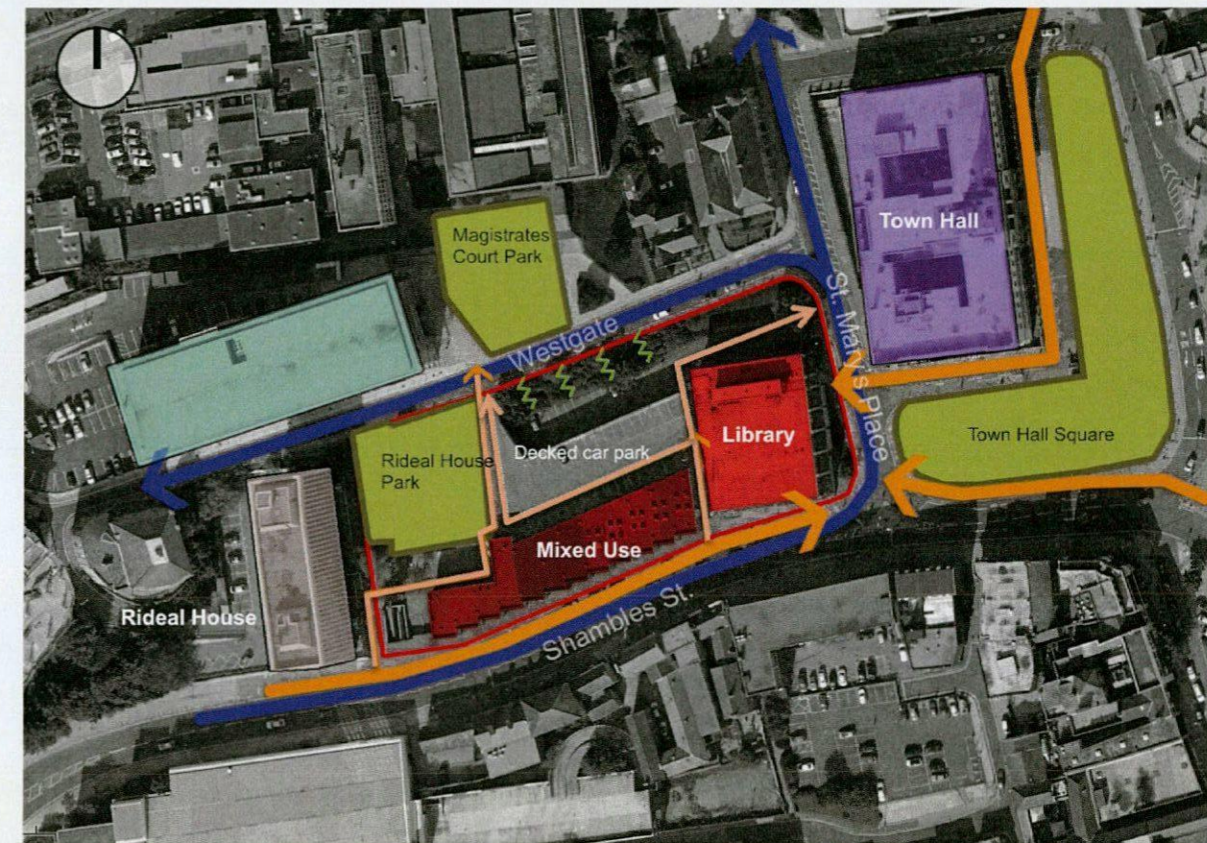 Town Hall
Magistrates
Court Park
St. Mary's Place
Westgate
Library
Town Hall Square
Decked car park
Rideal House
Park
Mixed Use
Rideal House
Shambles St.